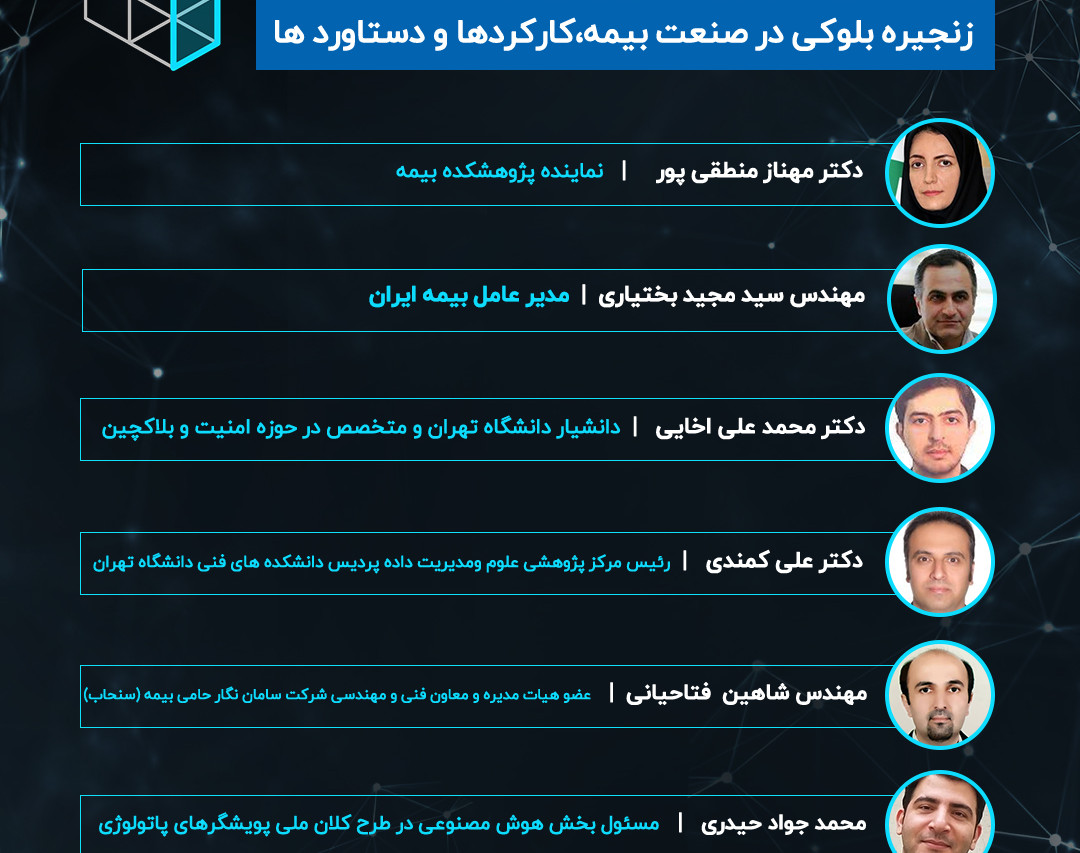 زنجیره بلوکی در صنعت بیمه،کارکردها و دستاورد ها
دکتر مهناز منطقی پور | نماینده پژوهشکده بیمه
مهندس سید مجید بختیاری | مدیر عامل بیمه ایران
دکتر محمد علی اخایی | دانشیار دانشگاه تهران و متخصص در حوزه امنیت و بلاکچین
دکتر علی کمندی | رئیس مرکز پژوهشی علوم ومدیریت داده پردیس دانشکده های فنی دانشگاه تهران
مهندس شاهین فتاحیانی | عضو هیات مدیره و معاون فنی و مهندسی شرکت سامان نگار حامی بیمه (سنحاب)
محمد جواد حیدری | مسئول بخش هوش مصنوعی در طرح کلان ملی پویشگرهای پاتولوژی